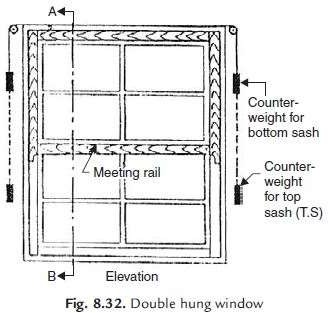 A
Counter-
weight for
bottom sash
Meeting rail
Counter-
weight
for top
sash (T.S)
B
Elevation
Fig. 8.32. Double hung window